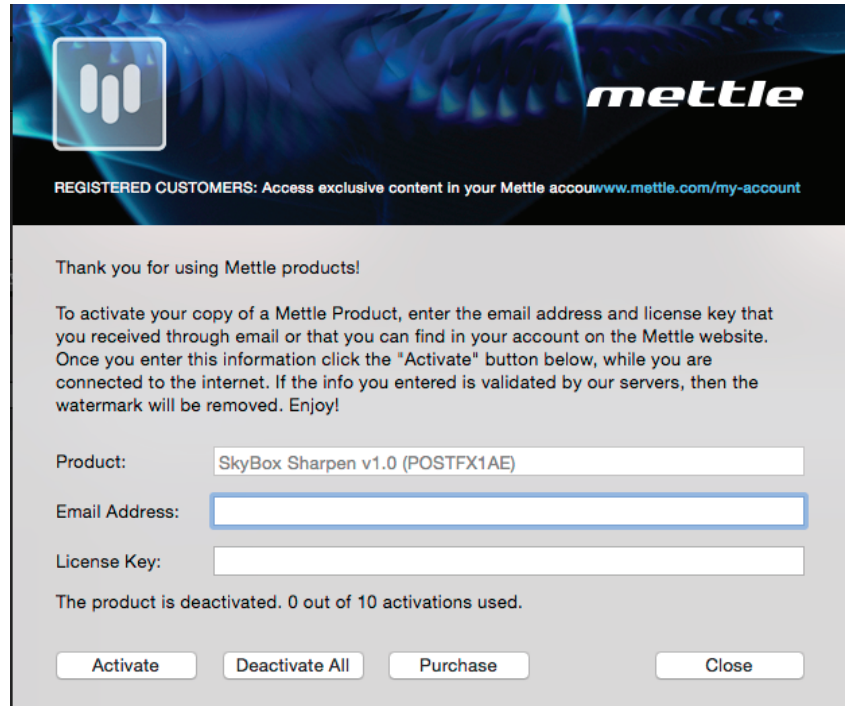 mettle
REGISTERED CUSTOMERS: Access exclusive content in your Mettle accouwww.mettle.com/my-account
Thank you for using Mettle products!
To activate your copy of a Mettle Product, enter the email address and license key that
you received through email or that you can find in your account on the Mettle website.
Once you enter this information click the "Activate" button below, while you are
connected to the internet. If the info you entered is validated by our servers, then the
watermark will be removed. Enjoy!
Product: SkyBox Sharpen v1.0 (POSTFX1AE)
Email Address:
License Key:
The product is deactivated. 0 out of 10 activations used.
Activate Deactivate All Purchase Close